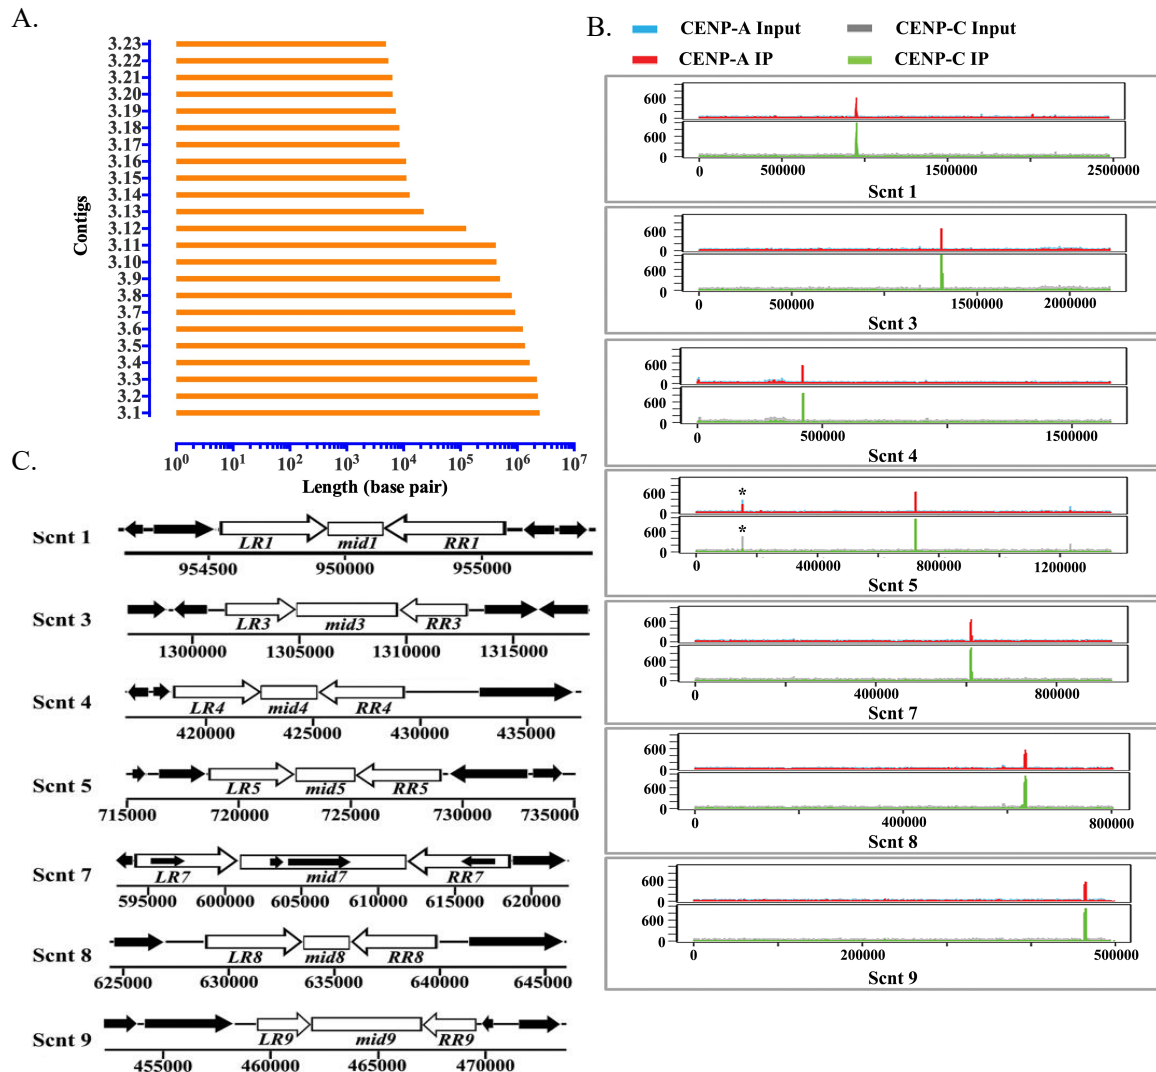 A.
3.23
3.22
3.21
3.20
3.19
3.18
3.17
3.16
3.15
3.14
3.13
3.12
3.11
3.10
3.9
3.8
3.7
3.6
3.5
3.4
3.3
3.2
3.1
Contigs
10⁰ 10¹ 10² 10³ 10⁴ 10⁵ 10⁶ 10⁷
Length (base pair)
B.
CENP-A Input CENP-C Input
CENP-A IP CENP-C IP
600
0
600
0
0 500000 1500000 2500000
Scnt 1
600
0
600
0
0 500000 1500000 2000000
Scnt 3
600
0
600
0
0 500000 1500000
Scnt 4
*
600
0
*
600
0
0 400000 800000 1200000
Scnt 5
600
0
600
0
0 400000 800000
Scnt 7
600
0
600
0
0 400000 800000
Scnt 8
600
0
600
0
0 200000 500000
Scnt 9
C.
Scnt 1
LR1 mid1 RR1
954500 950000 955000
Scnt 3
LR3 mid3 RR3
1300000 1305000 1310000 1315000
Scnt 4
LR4 mid4 RR4
420000 425000 430000 435000
Scnt 5
LR5 mid5 RR5
715000 720000 725000 730000 735000
Scnt 7
LR7 mid7 RR7
595000 600000 605000 610000 615000 620000
Scnt 8
LR8 mid8 RR8
625000 630000 635000 640000 645000
Scnt 9
LR9 mid9 RR9
455000 460000 465000 470000